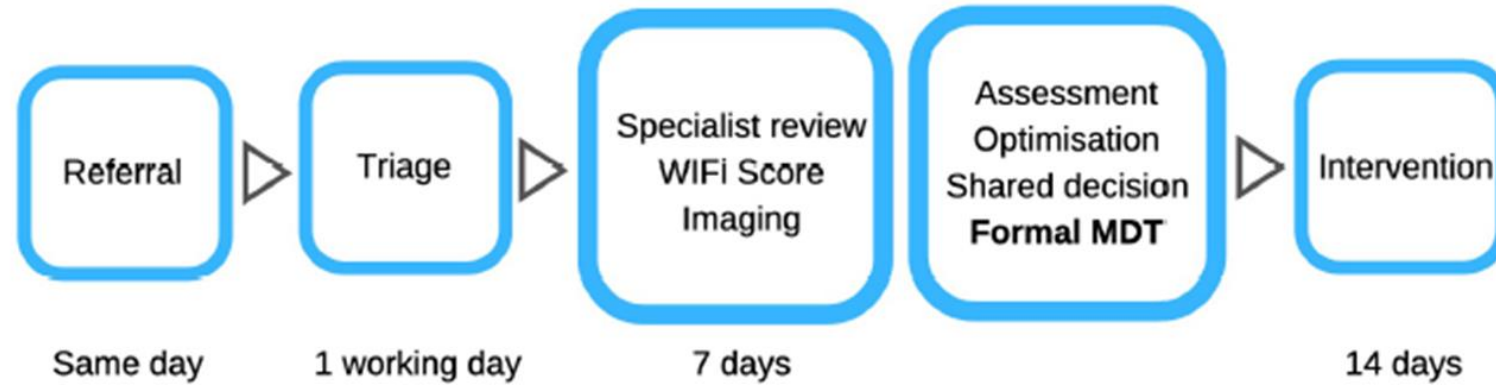 Referral
Triage
Specialist review
WIFi Score
Imaging
Assessment
Optimisation
Shared decision
Formal MDT
Intervention
Same day
1 working day
7 days
14 days